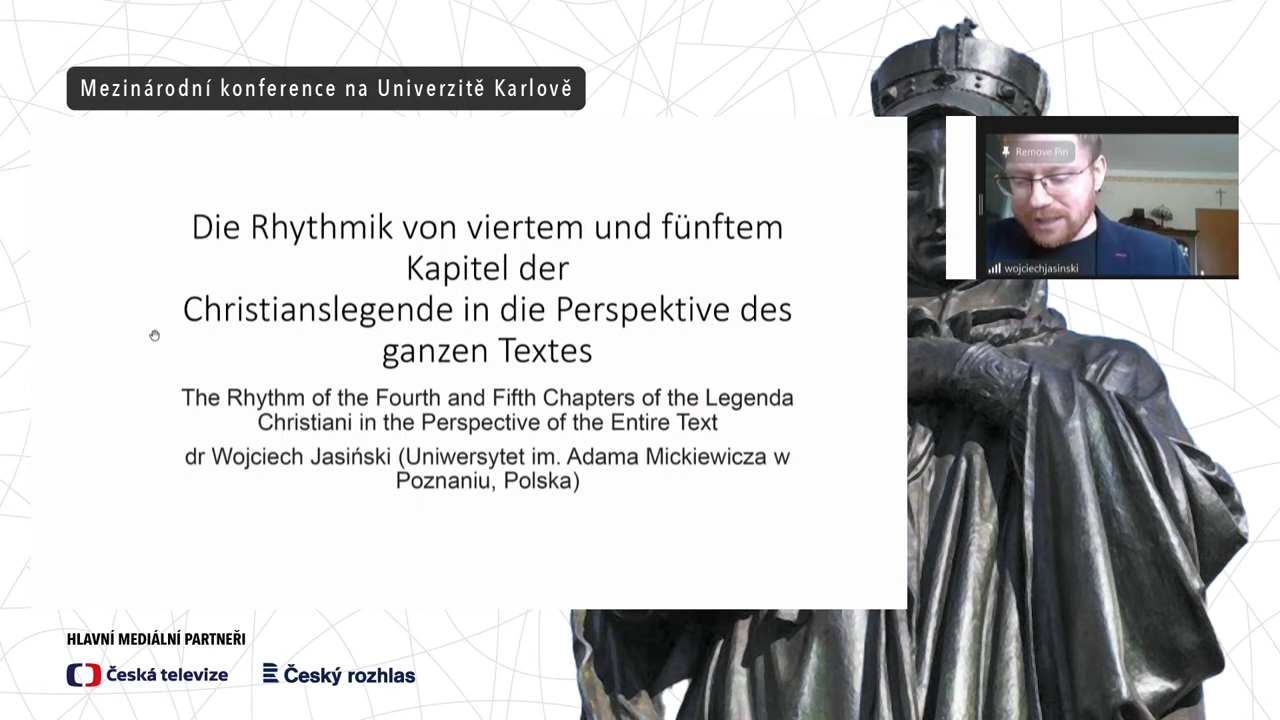 Mezinárodní konference na Univerzitě Karlově
Die Rhythmik von viertem und fünftem
Kapitel der
Christianslegende in die Perspektive des
ganzen Textes
The Rhythm of the Fourth and Fifth Chapters of the Legenda
Christiani in the Perspective of the Entire Text
dr Wojciech Jasiński (Uniwersytet im. Adama Mickiewicza w
Poznaniu, Polska)
Remove Pin
wojciechjasinski
HLAVNÍ MEDIÁLNÍ PARTNEŘI
Česká televize
Český rozhlas